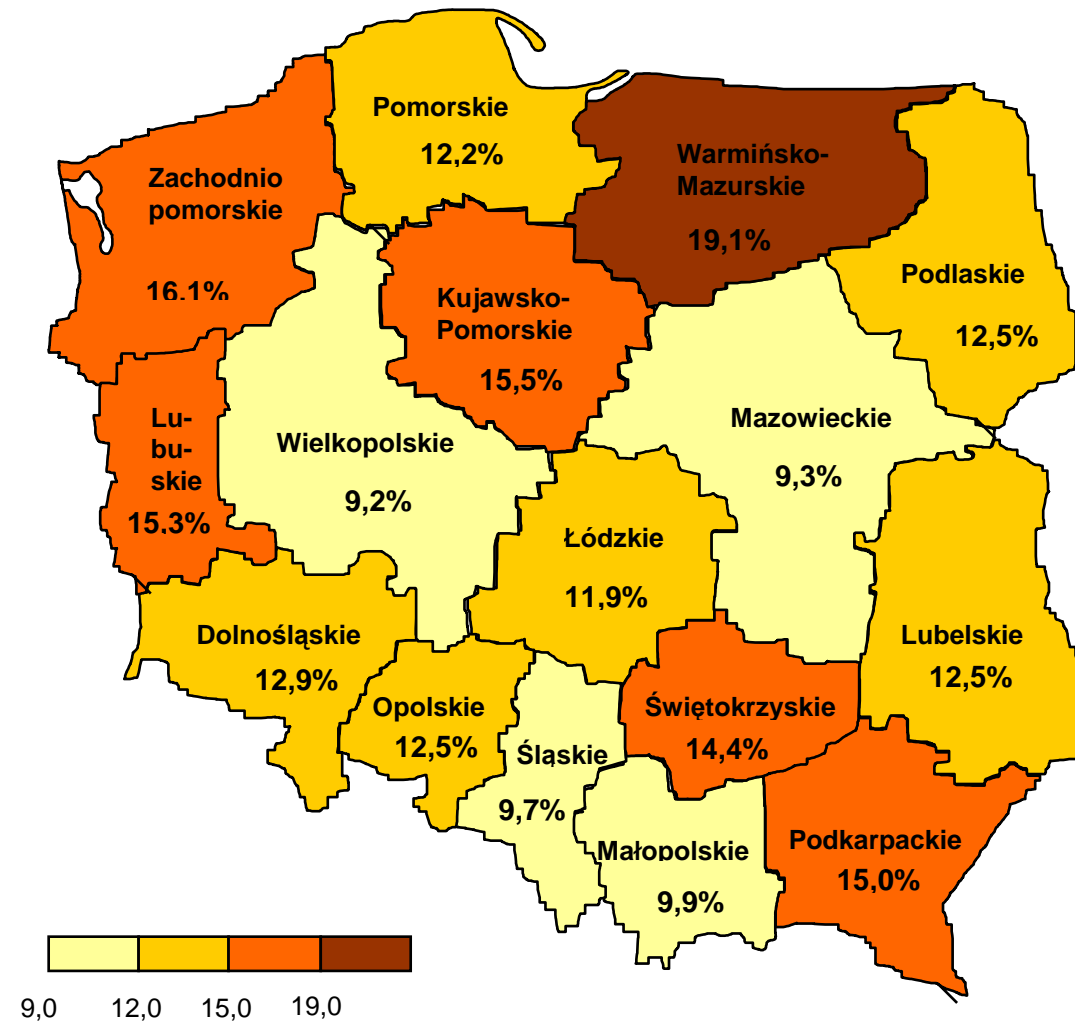 Pomorskie
12,2%
Warmińsko-
Mazurskie
19,1%
Zachodnio
pomorskie
16,1%
Podlaskie
12,5%
Kujawsko-
Pomorskie
15,5%
Lu-
bu-
skie
15,3%
Wielkopolskie
9,2%
Mazowieckie
9,3%
Łódzkie
11,9%
Dolnośląskie
12,9%
Lubelskie
12,5%
Opolskie
12,5%
Śląskie
9,7%
Świętokrzyskie
14,4%
Małopolskie
9,9%
Podkarpackie
15,0%
9,0 12,0 15,0 19,0